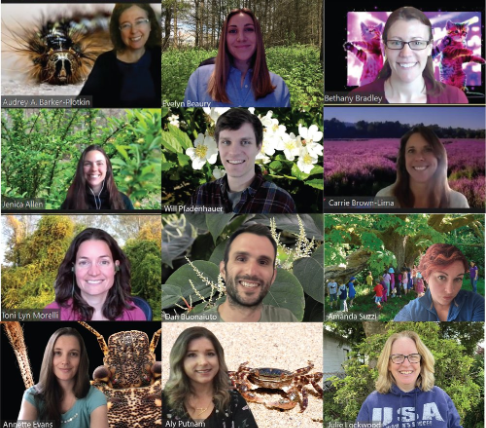 Audrey A. Barker-Plotkin
Evelyn Beaury
Bethany Bradley
Jenica Allen
Will Pfadenhauer
Carrie Brown-Lima
Toni Lyn Morelli
Dan Buonaiuto
Amanda Suzzi
Annette Evans
Aly Putnam
Julie Lockwood
USA